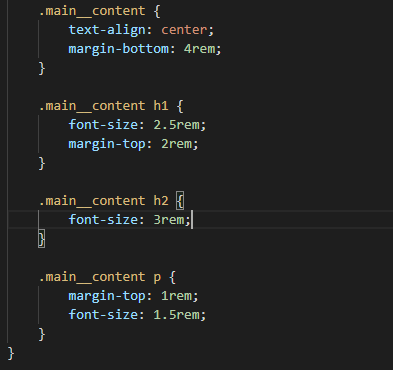 .main__content {
text-align: center;
margin-bottom: 4rem;
}
.main__content h1 {
font-size: 2.5rem;
margin-top: 2rem;
}
.main__content h2 {
font-size: 3rem;
}
.main__content p {
margin-top: 1rem;
font-size: 1.5rem;
}
}